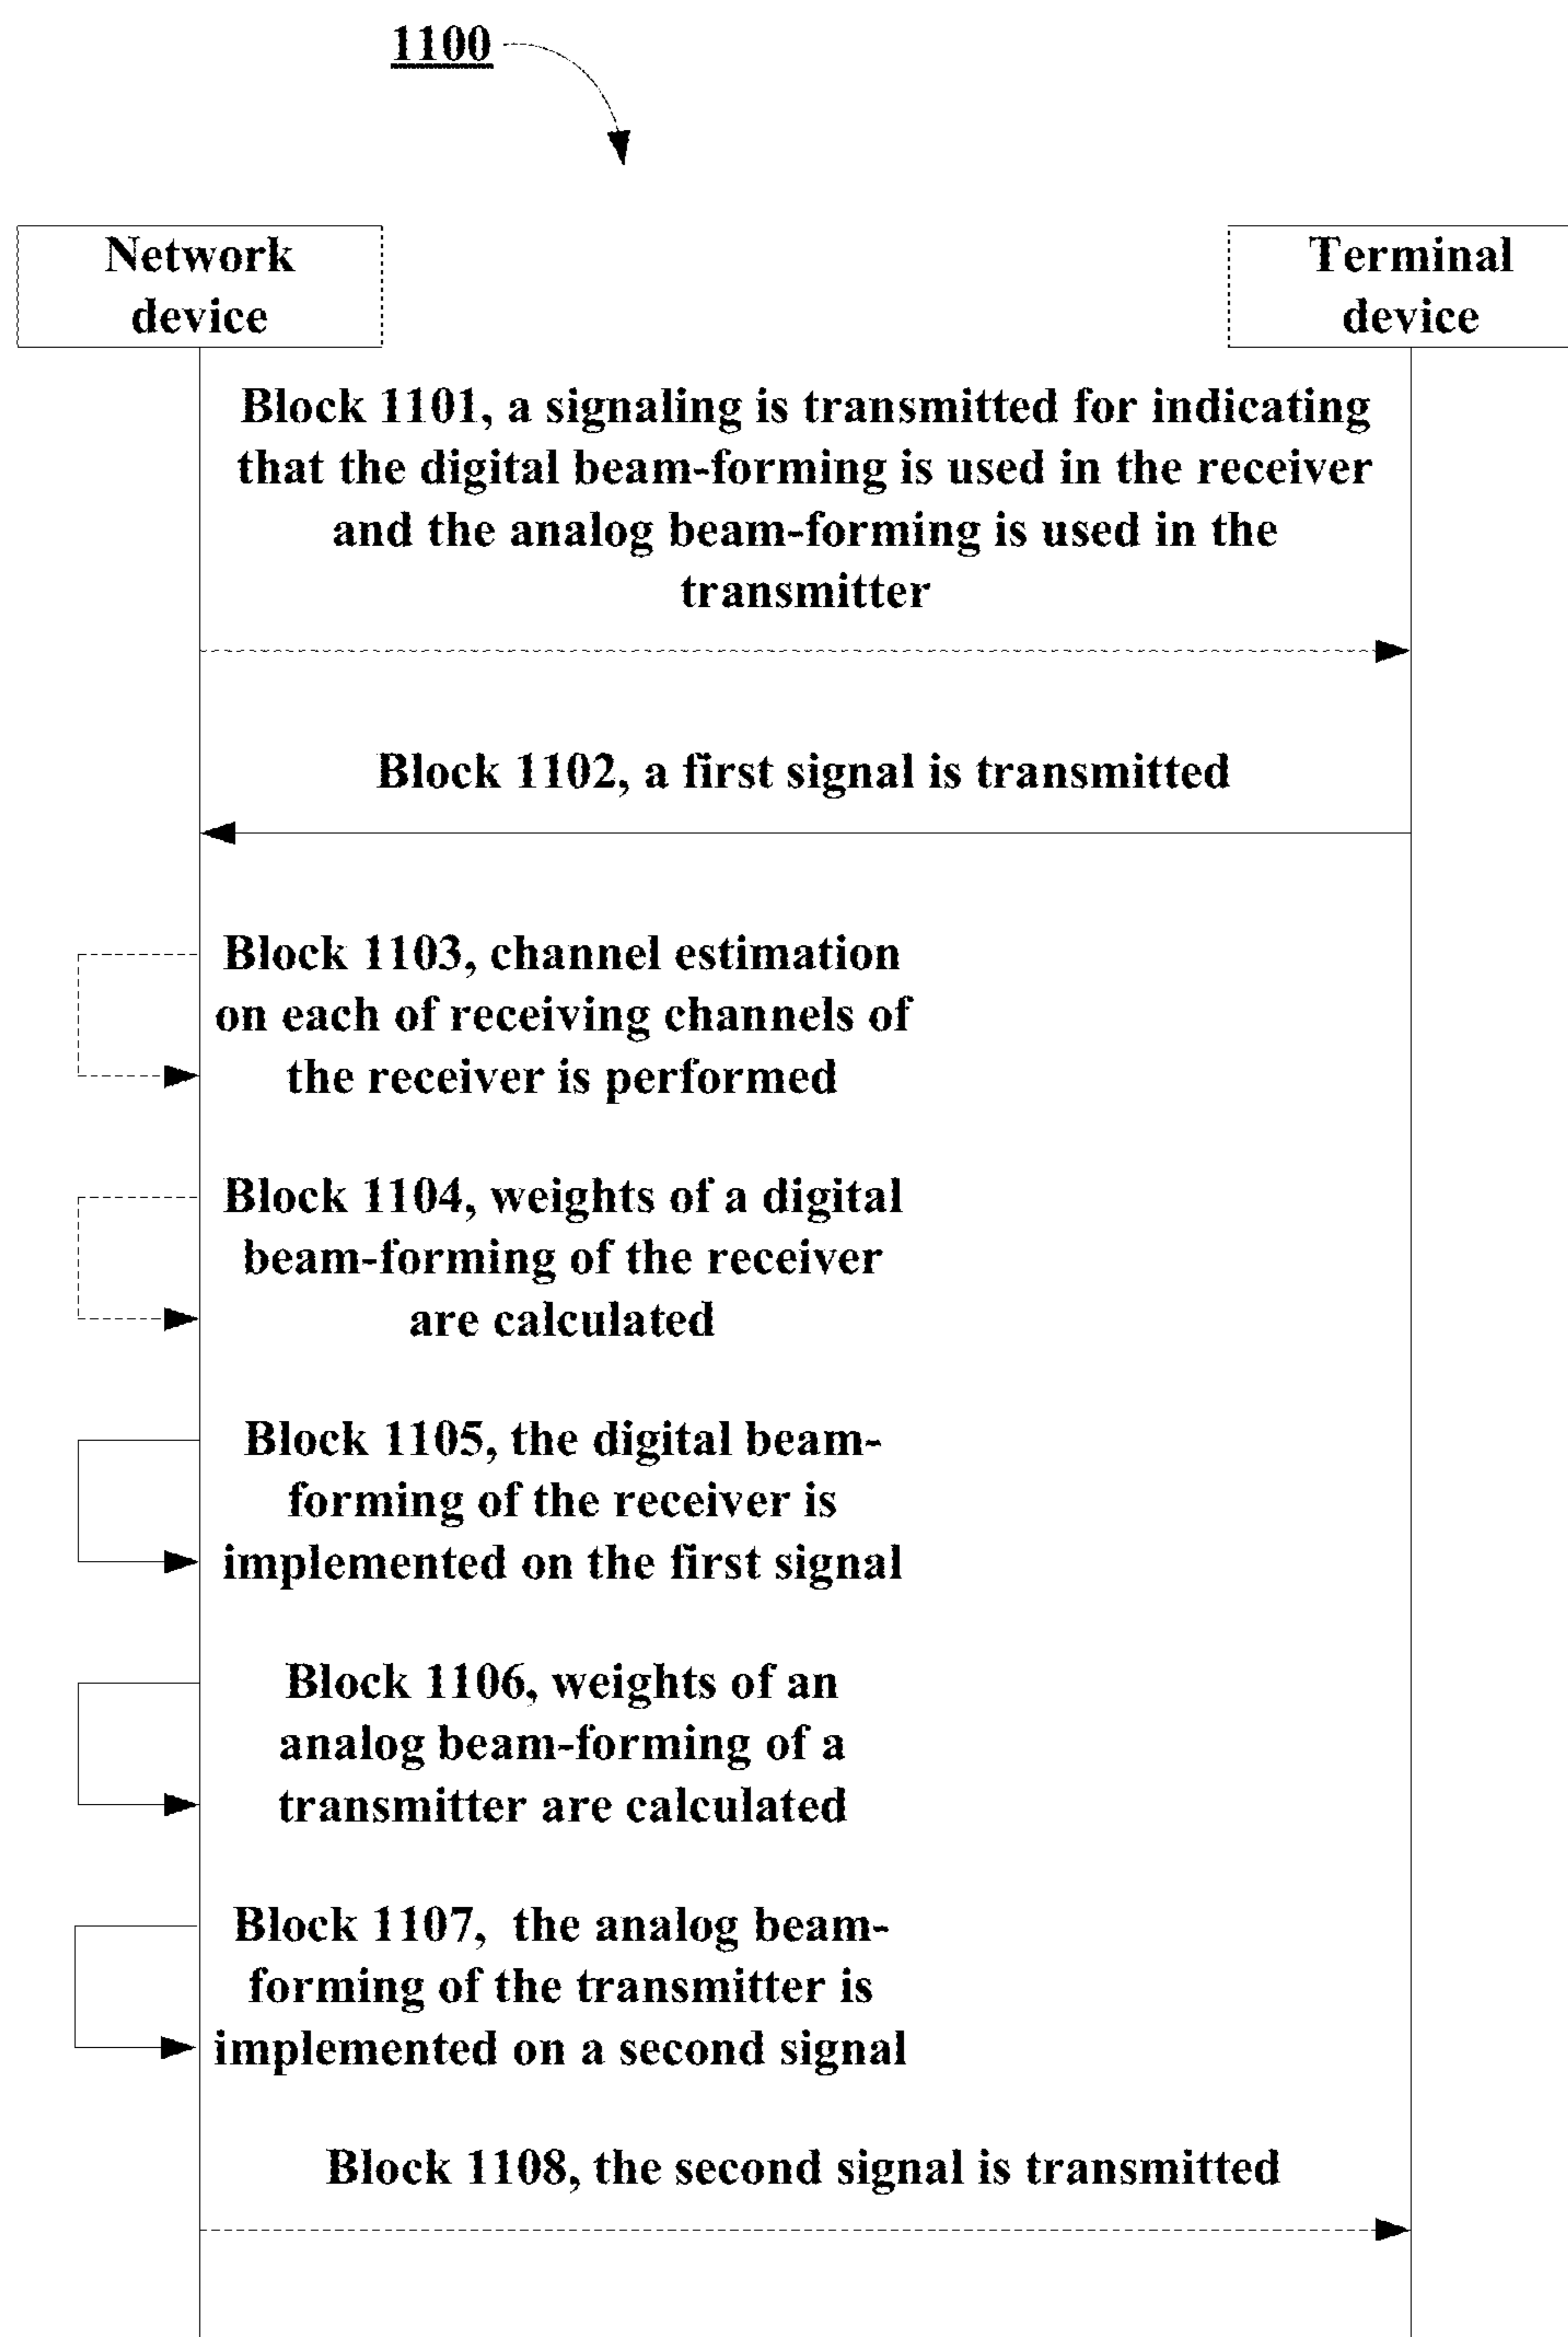 1100
Network
device
Terminal
device
Block 1101, a signaling is transmitted for indicating
that the digital beam-forming is used in the receiver
and the analog beam-forming is used in the
transmitter
Block 1102, a first signal is transmitted
Block 1103, channel estimation
on each of receiving channels of
the receiver is performed
Block 1104, weights of a digital
beam-forming of the receiver
are calculated
Block 1105, the digital beam-
forming of the receiver is
implemented on the first signal
Block 1106, weights of an
analog beam-forming of a
transmitter are calculated
Block 1107, the analog beam-
forming of the transmitter is
implemented on a second signal
Block 1108, the second signal is transmitted